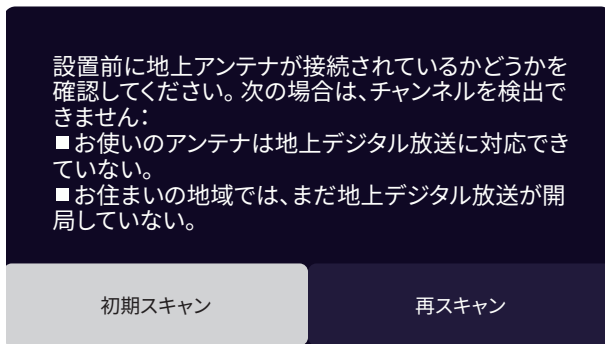 設置前に地上アンテナが接続されているかどうかを
確認してください。次の場合は、チャンネルを検出で
きません：
■お使いのアンテナは地上デジタル放送に対応でき
ていない。
■お住まいの地域では、まだ地上デジタル放送が開
局していない。
初期スキャン
再スキャン